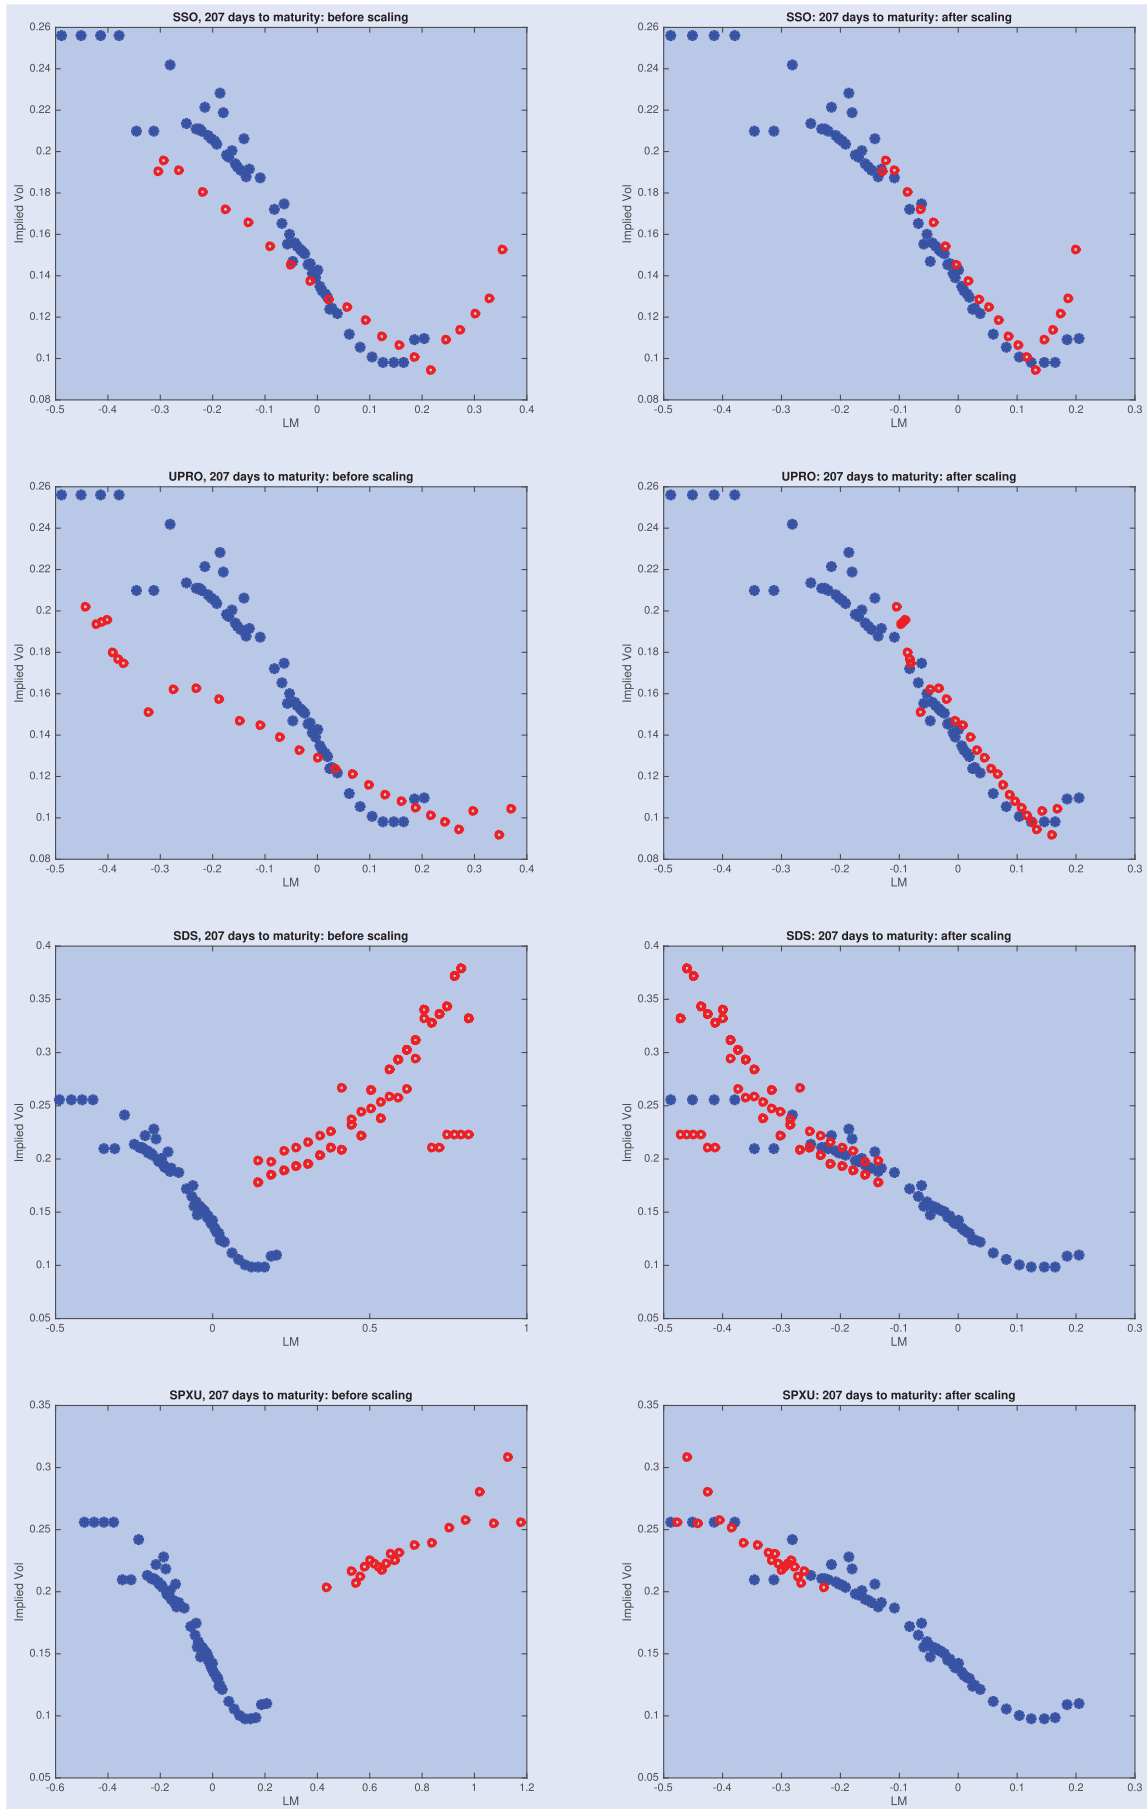 SSO, 207 days to maturity: before scaling
0.26
0.24
0.22
0.2
0.18
0.16
0.14
0.12
0.1
0.08
Implied Vol
-0.5 -0.4 -0.3 -0.2 -0.1 0 0.1 0.2 0.3 0.4
LM
SSO: 207 days to maturity: after scaling
0.26
0.24
0.22
0.2
0.18
0.16
0.14
0.12
0.1
0.08
Implied Vol
-0.5 -0.4 -0.3 -0.2 -0.1 0 0.1 0.2 0.3
LM
UPRO, 207 days to maturity: before scaling
0.26
0.24
0.22
0.2
0.18
0.16
0.14
0.12
0.1
0.08
Implied Vol
-0.5 -0.4 -0.3 -0.2 -0.1 0 0.1 0.2 0.3 0.4
LM
UPRO: 207 days to maturity: after scaling
0.26
0.24
0.22
0.2
0.18
0.16
0.14
0.12
0.1
0.08
Implied Vol
-0.5 -0.4 -0.3 -0.2 -0.1 0 0.1 0.2 0.3
LM
SDS, 207 days to maturity: before scaling
0.4
0.35
0.3
0.25
0.2
0.15
0.1
0.05
Implied Vol
-0.5 0 0.5 1
LM
SDS: 207 days to maturity: after scaling
0.4
0.35
0.3
0.25
0.2
0.15
0.1
0.05
Implied Vol
-0.5 -0.4 -0.3 -0.2 -0.1 0 0.1 0.2 0.3
LM
SPXU, 207 days to maturity: before scaling
0.35
0.3
0.25
0.2
0.15
0.1
0.05
Implied Vol
-0.6 -0.4 -0.2 0 0.2 0.4 0.6 0.8 1 1.2
LM
SPXU: 207 days to maturity: after scaling
0.35
0.3
0.25
0.2
0.15
0.1
0.05
Implied Vol
-0.5 -0.4 -0.3 -0.2 -0.1 0 0.1 0.2 0.3
LM